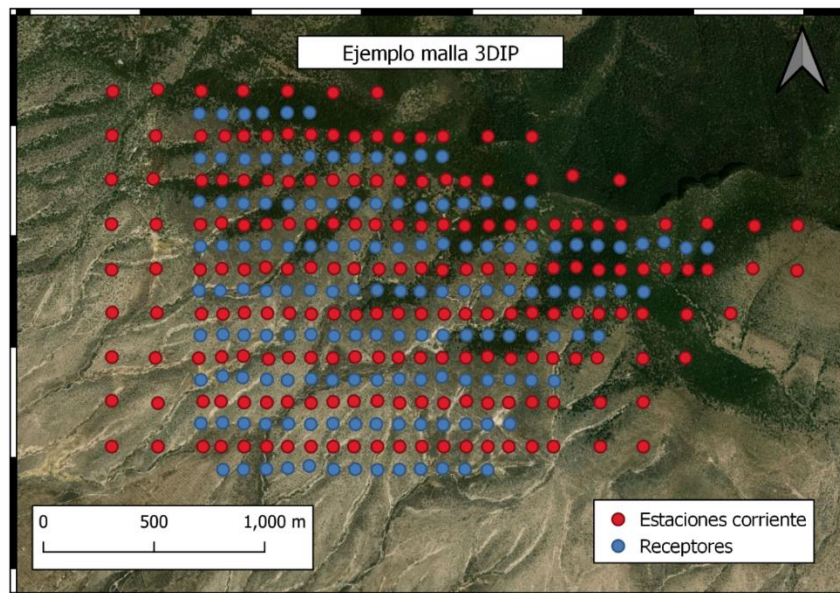 Ejemplo malla 3DIP
0 500 1,000 m
Estaciones corriente
Receptores